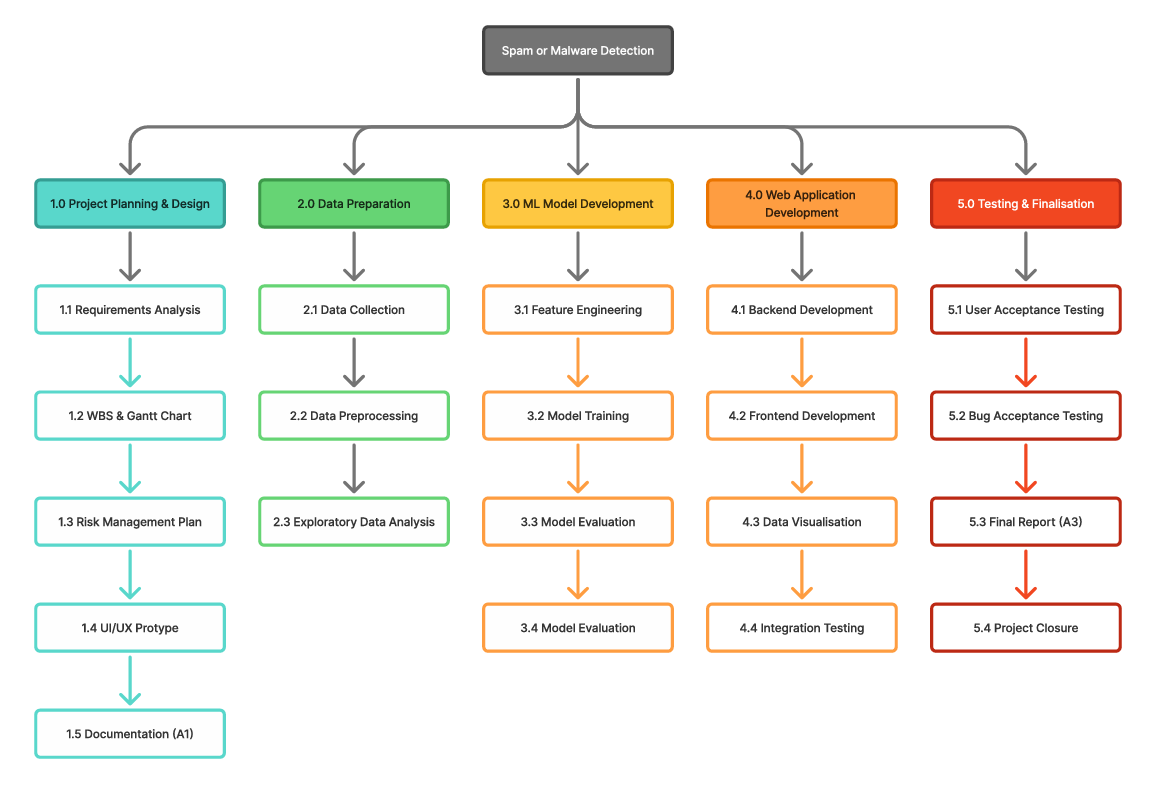 Spam or Malware Detection
1.0 Project Planning & Design
1.1 Requirements Analysis
1.2 WBS & Gantt Chart
1.3 Risk Management Plan
1.4 UI/UX Protype
1.5 Documentation (A1)
2.0 Data Preparation
2.1 Data Collection
2.2 Data Preprocessing
2.3 Exploratory Data Analysis
3.0 ML Model Development
3.1 Feature Engineering
3.2 Model Training
3.3 Model Evaluation
3.4 Model Evaluation
4.0 Web Application
Development
4.1 Backend Development
4.2 Frontend Development
4.3 Data Visualisation
4.4 Integration Testing
5.0 Testing & Finalisation
5.1 User Acceptance Testing
5.2 Bug Acceptance Testing
5.3 Final Report (A3)
5.4 Project Closure